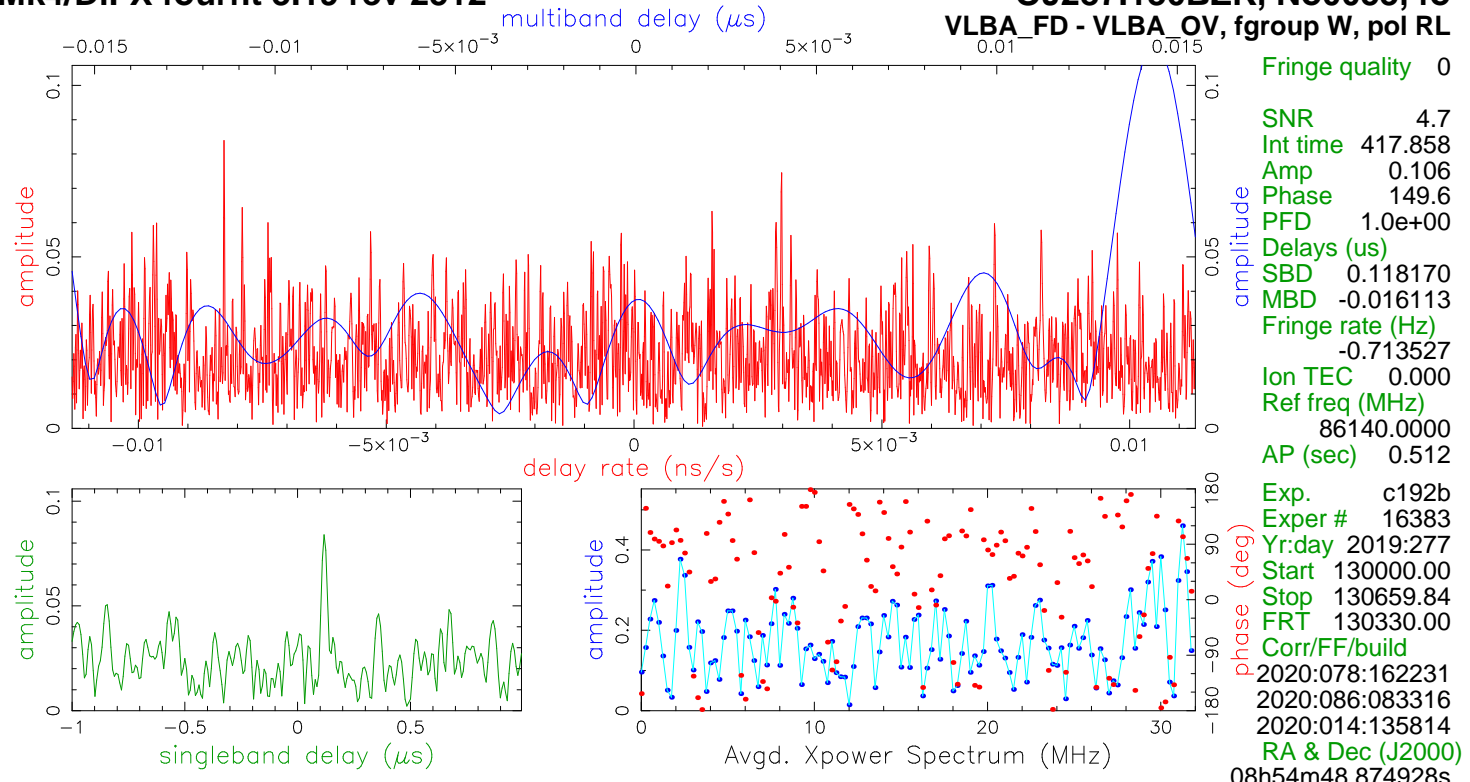 VLBA_FD - VLBA_OV, fgroup W, pol RL
multiband delay (μs)
−0.015 −0.01 −5×10⁻³ 0 5×10⁻³ 0.01 0.015
amplitude
0 0.05 0.1
amplitude
0 0.05 0.1
−0.01 −5×10⁻³ 0 5×10⁻³ 0.01
delay rate (ns/s)
amplitude
0 0.05 0.1
−1 −0.5 0 0.5
singleband delay (μs)
amplitude
0 0.2 0.4
0 10 20 30
Avgd. Xpower Spectrum (MHz)
phase (deg)
−180 −90 0 90 180
Fringe quality 0
SNR 4.7
Int time 417.858
Amp 0.106
Phase 149.6
PFD 1.0e+00
Delays (us)
SBD 0.118170
MBD -0.016113
Fringe rate (Hz)
-0.713527
Ion TEC 0.000
Ref freq (MHz)
86140.0000
AP (sec) 0.512
Exp. c192b
Exper # 16383
Yr:day 2019:277
Start 130000.00
Stop 130659.84
FRT 130330.00
Corr/FF/build
2020:078:162231
2020:086:083316
2020:014:135814
RA & Dec (J2000)
08h54m48.874928s